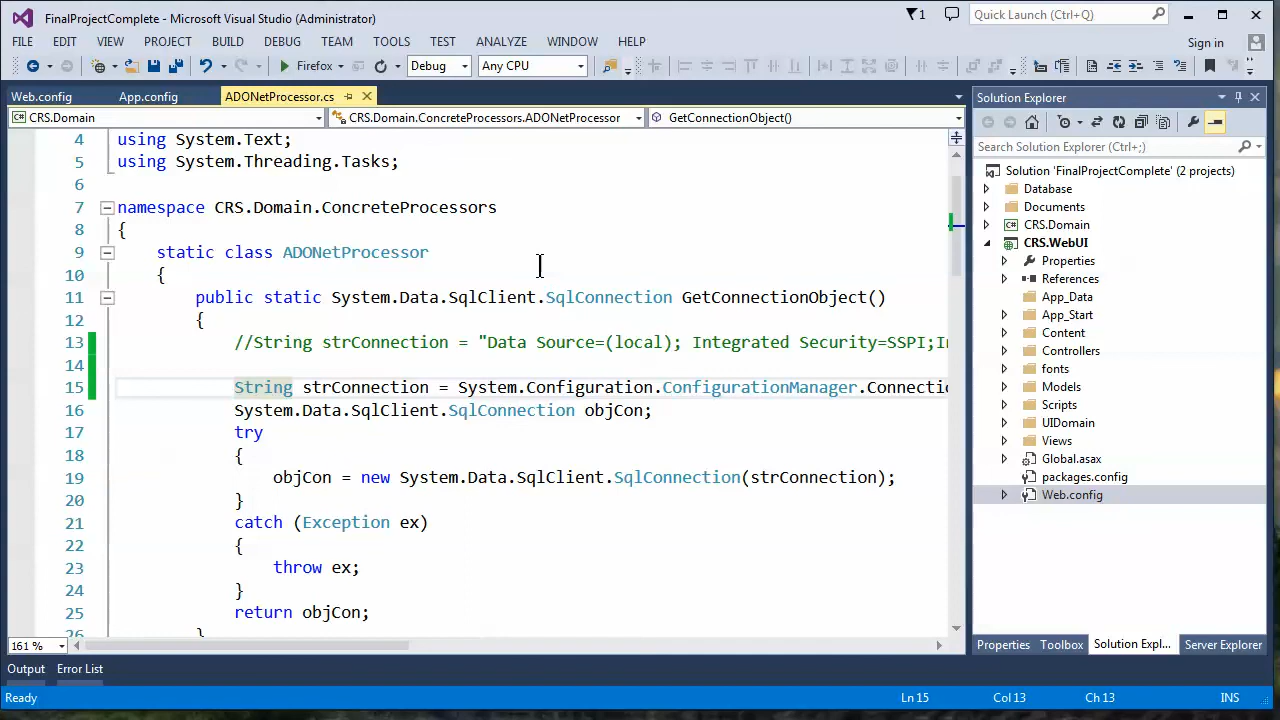 FinalProjectComplete - Microsoft Visual Studio (Administrator)
1
Quick Launch (Ctrl+Q)
FILE EDIT VIEW PROJECT BUILD DEBUG TEAM TOOLS TEST ANALYZE WINDOW HELP
Sign in
Firefox Debug Any CPU
Web.config App.config ADONetProcessor.cs
CRS.Domain CRS.Domain.ConcreteProcessors.ADONetProcessor GetConnectionObject()
4 using System.Text;
5 using System.Threading.Tasks;
6
7 namespace CRS.Domain.ConcreteProcessors
8 {
9 static class ADONetProcessor
10 {
11 public static System.Data.SqlClient.SqlConnection GetConnectionObject()
12 {
13 //String strConnection = "Data Source=(local); Integrated Security=SSPI;In
14
15 String strConnection = System.Configuration.ConfigurationManager.Connectio
16 System.Data.SqlClient.SqlConnection objCon;
17 try
18 {
19 objCon = new System.Data.SqlClient.SqlConnection(strConnection);
20 }
21 catch (Exception ex)
22 {
23 throw ex;
24 }
25 return objCon;
26 }
161 %
Solution Explorer
Search Solution Explorer (Ctrl+;)
Solution 'FinalProjectComplete' (2 projects)
Database
Documents
CRS.Domain
CRS.WebUI
Properties
References
App_Data
App_Start
Content
Controllers
fonts
Models
Scripts
UIDomain
Views
Global.asax
packages.config
Web.config
Properties Toolbox Solution Expl... Server Explorer
Output Error List
Ready Ln 15 Col 13 Ch 13 INS